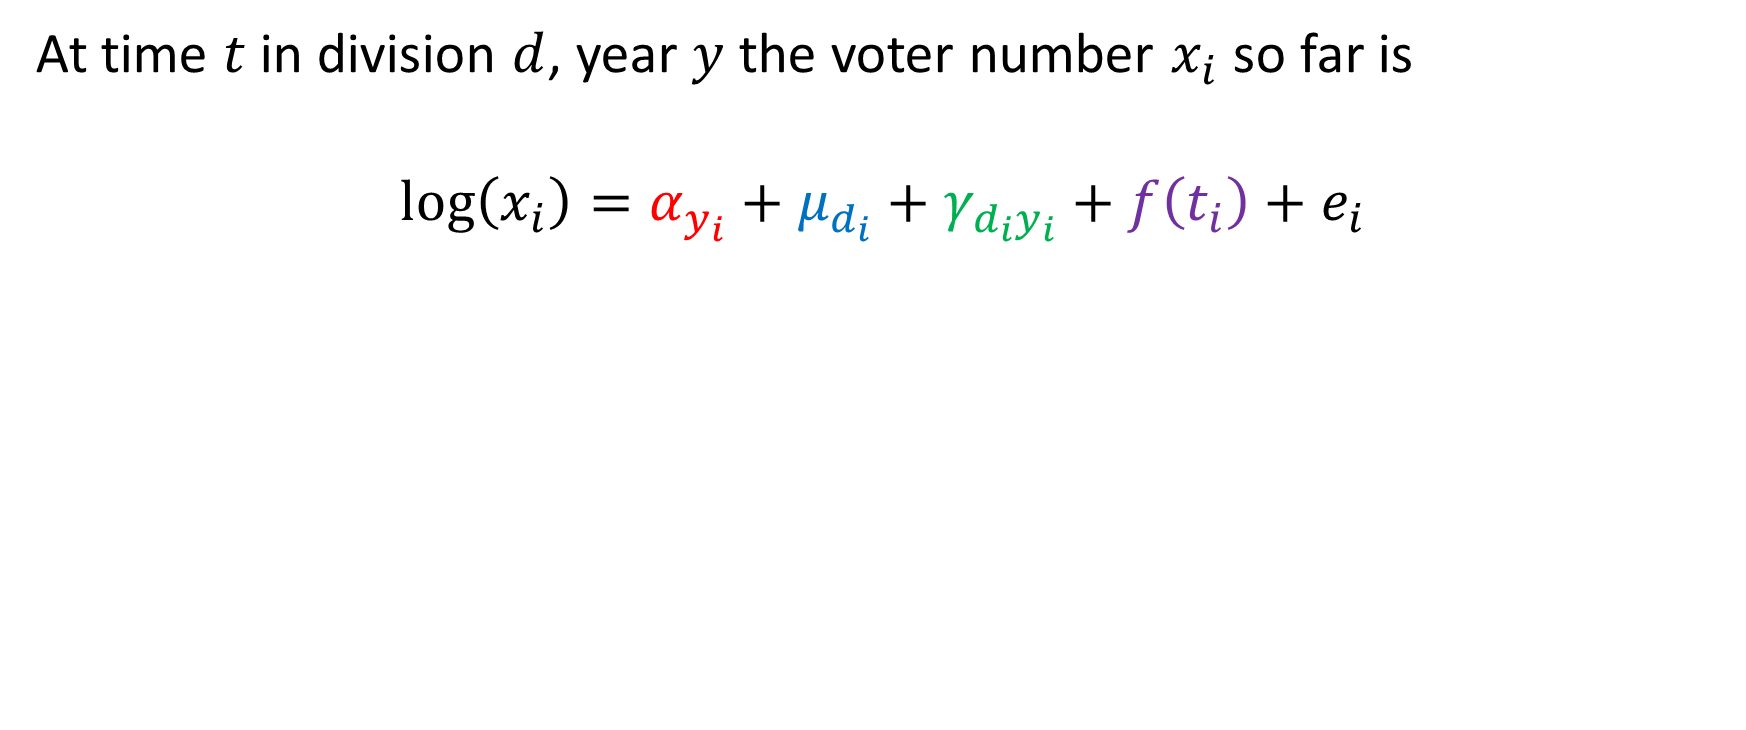 At time t in division d, year y the voter number xᵢ so far is
log(xᵢ) = α_{yᵢ} + μ_{dᵢ} + γ_{dᵢyᵢ} + f(tᵢ) + eᵢ